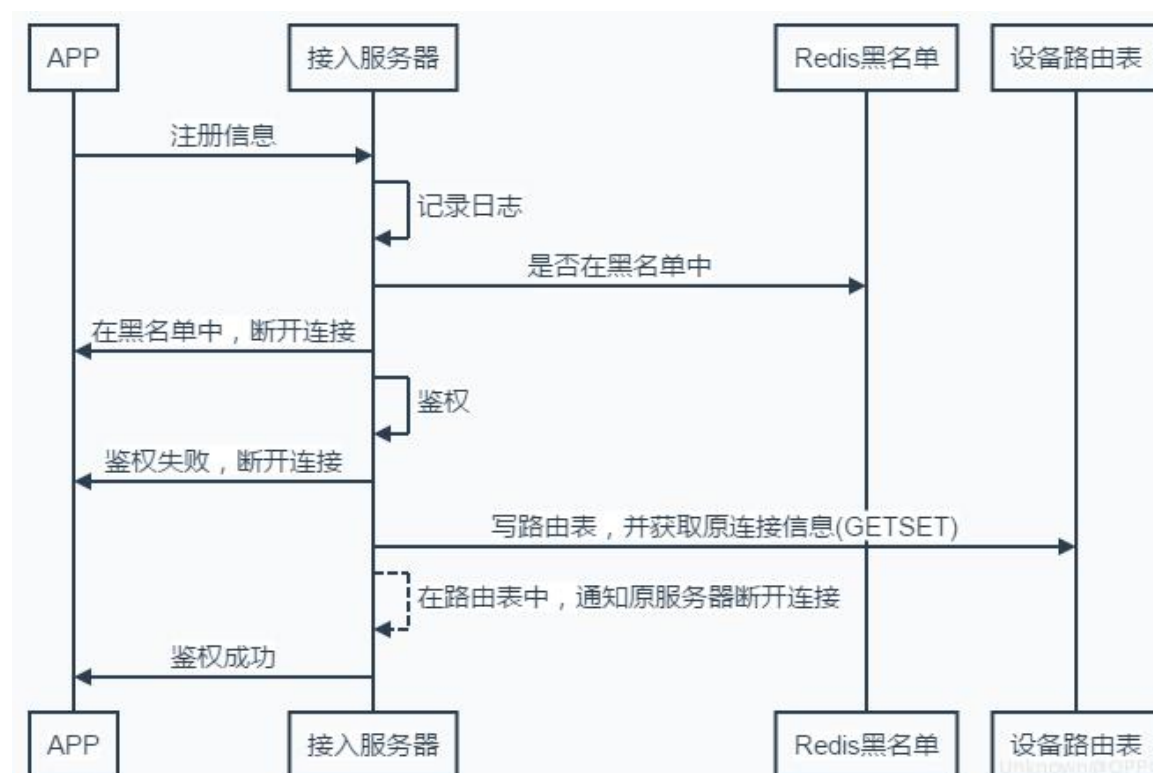 APP
接入服务器
Redis黑名单
设备路由表
注册信息
记录日志
是否在黑名单中
在黑名单中，断开连接
鉴权
鉴权失败，断开连接
写路由表，并获取原连接信息(GETSET)
在路由表中，通知原服务器断开连接
鉴权成功
APP
接入服务器
Redis黑名单
设备路由表